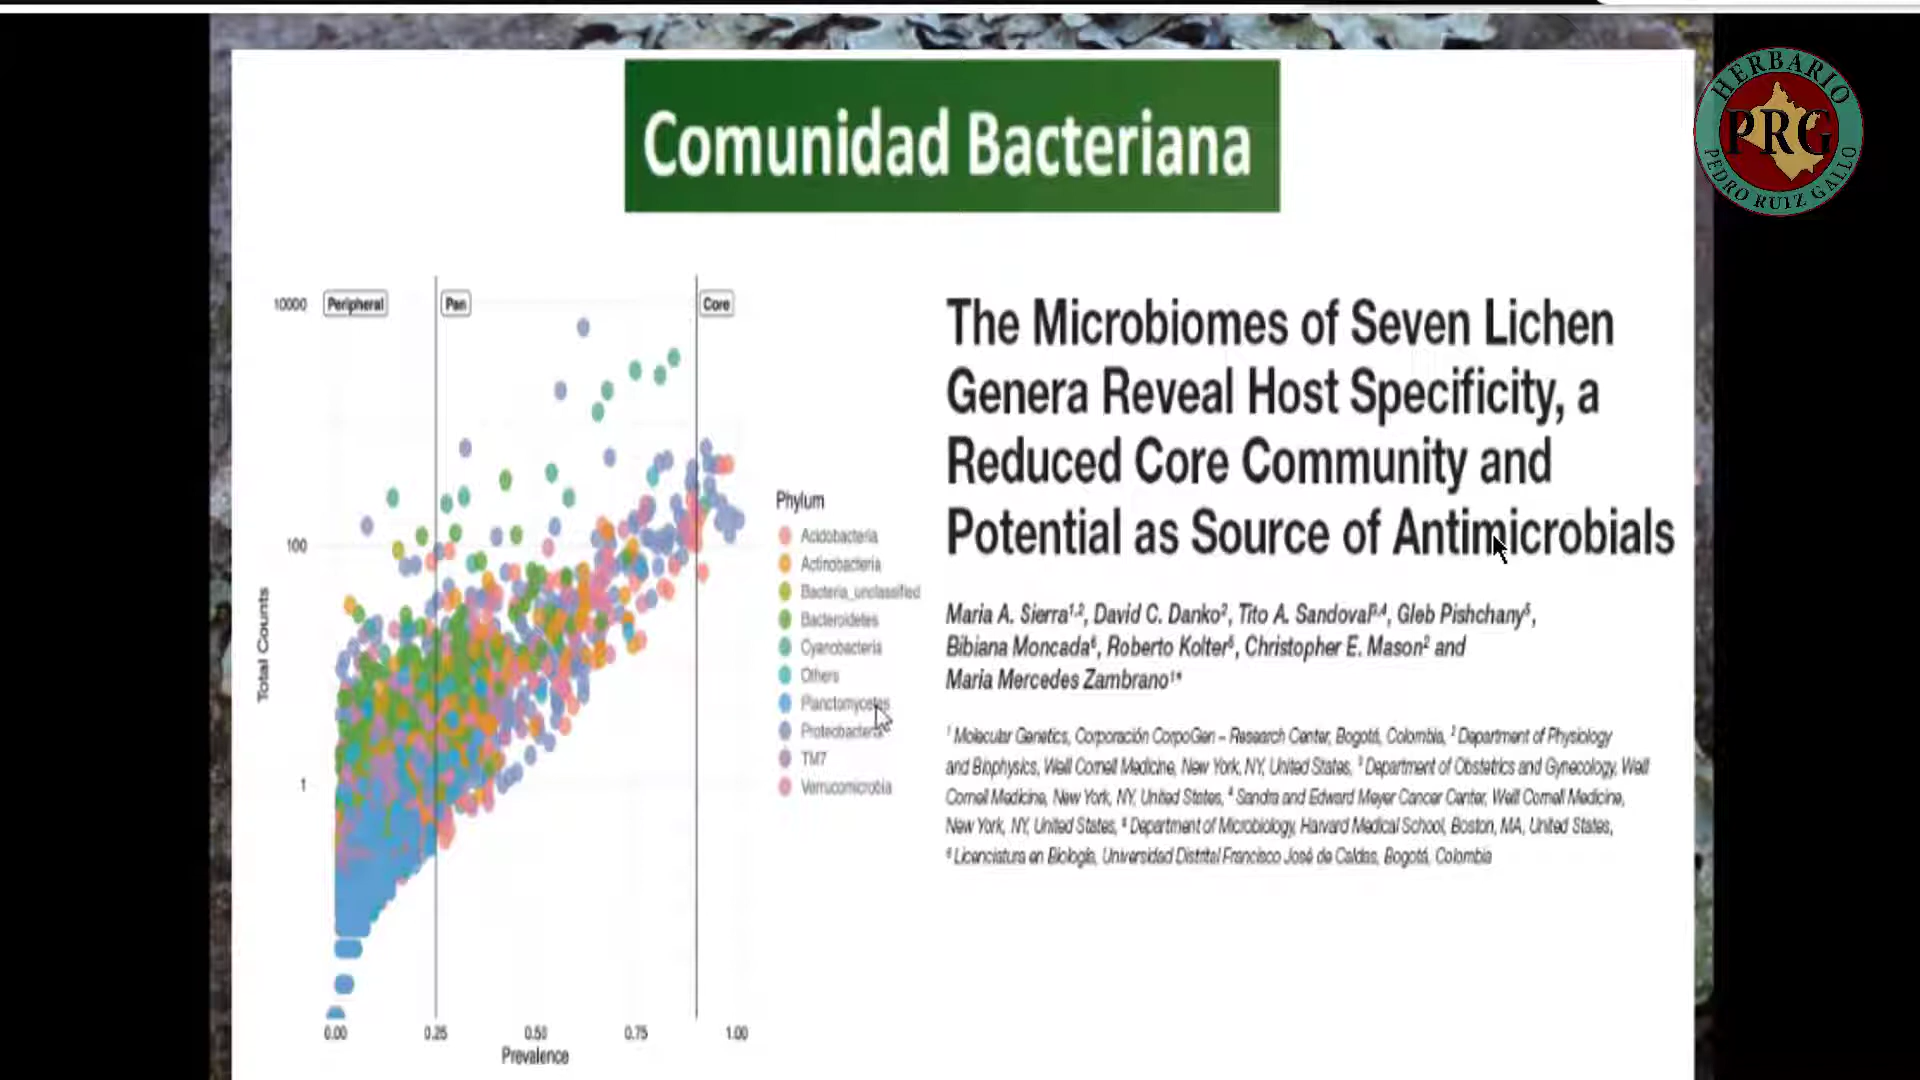 HERBARIO
PRG
PEDRO RUIZ GALLO
Comunidad Bacteriana
10000
Peripheral
Pan
Core
100
1
Total Counts
0.00
0.25
0.50
0.75
1.00
Prevalence
Phylum
Acidobacteria
Actinobacteria
Bacteria_unclassified
Bacteroidetes
Cyanobacteria
Others
Planctomycetes
Proteobacteria
TM7
Verrucomicrobia
The Microbiomes of Seven Lichen
Genera Reveal Host Specificity, a
Reduced Core Community and
Potential as Source of Antimicrobials
Maria A. Sierra¹,², David C. Danko², Tito A. Sandoval³,⁴, Gleb Pishchany⁵,
Bibiana Moncada⁶, Roberto Kolter⁵, Christopher E. Mason² and
Maria Mercedes Zambrano¹*
¹ Molecular Genetics, Corporación CorpoGen – Research Center, Bogotá, Colombia, ² Department of Physiology
and Biophysics, Weill Cornell Medicine, New York, NY, United States, ³ Department of Obstetrics and Gynecology, Weill
Cornell Medicine, New York, NY, United States, ⁴ Sandra and Edward Meyer Cancer Center, Weill Cornell Medicine,
New York, NY, United States, ⁵ Department of Microbiology, Harvard Medical School, Boston, MA, United States,
⁶ Licenciatura en Biología, Universidad Distrital Francisco José de Caldas, Bogotá, Colombia